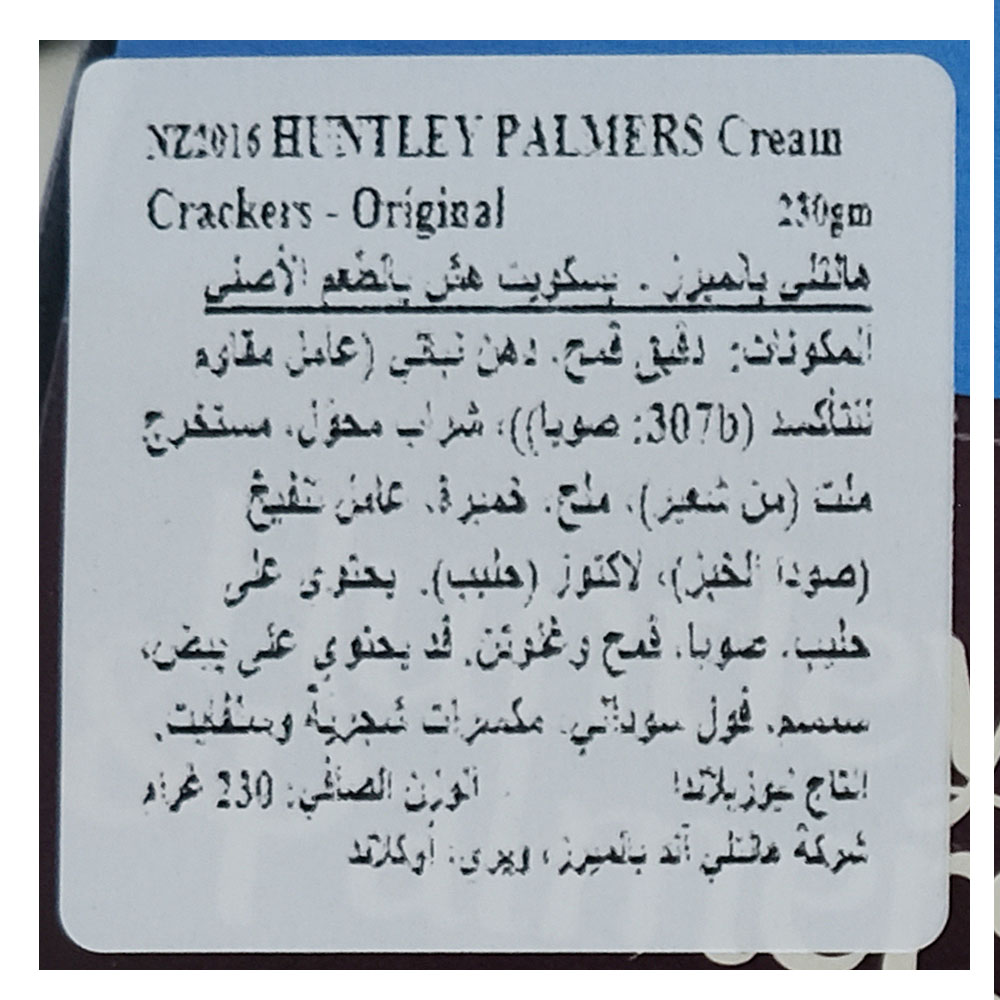 NZ2016 HUNTLEY PALMERS Cream
Crackers - Original 230gm
هانتلي بالميرز . بسكويت هش بالطعم الأصلي
المكونات: دقيق قمح، دهن نباتي (عامل مقاوم
للتأكسد (307b: صويا))، شراب محول، مستخرج
ملت (من شعير)، ملح، خميرة، عامل تنفيخ
(صودا الخبز)، لاكتوز (حليب). يحتوي على
حليب، صويا، قمح وغلوتن. قد يحتوي على بيض،
سمسم، فول سوداني، مكسرات شجرية وسلفيت.
انتاج نيوزيلاندا الوزن الصافي: 230 غرام
شركة هانتلي آند بالميرز، ويري، أوكلاند